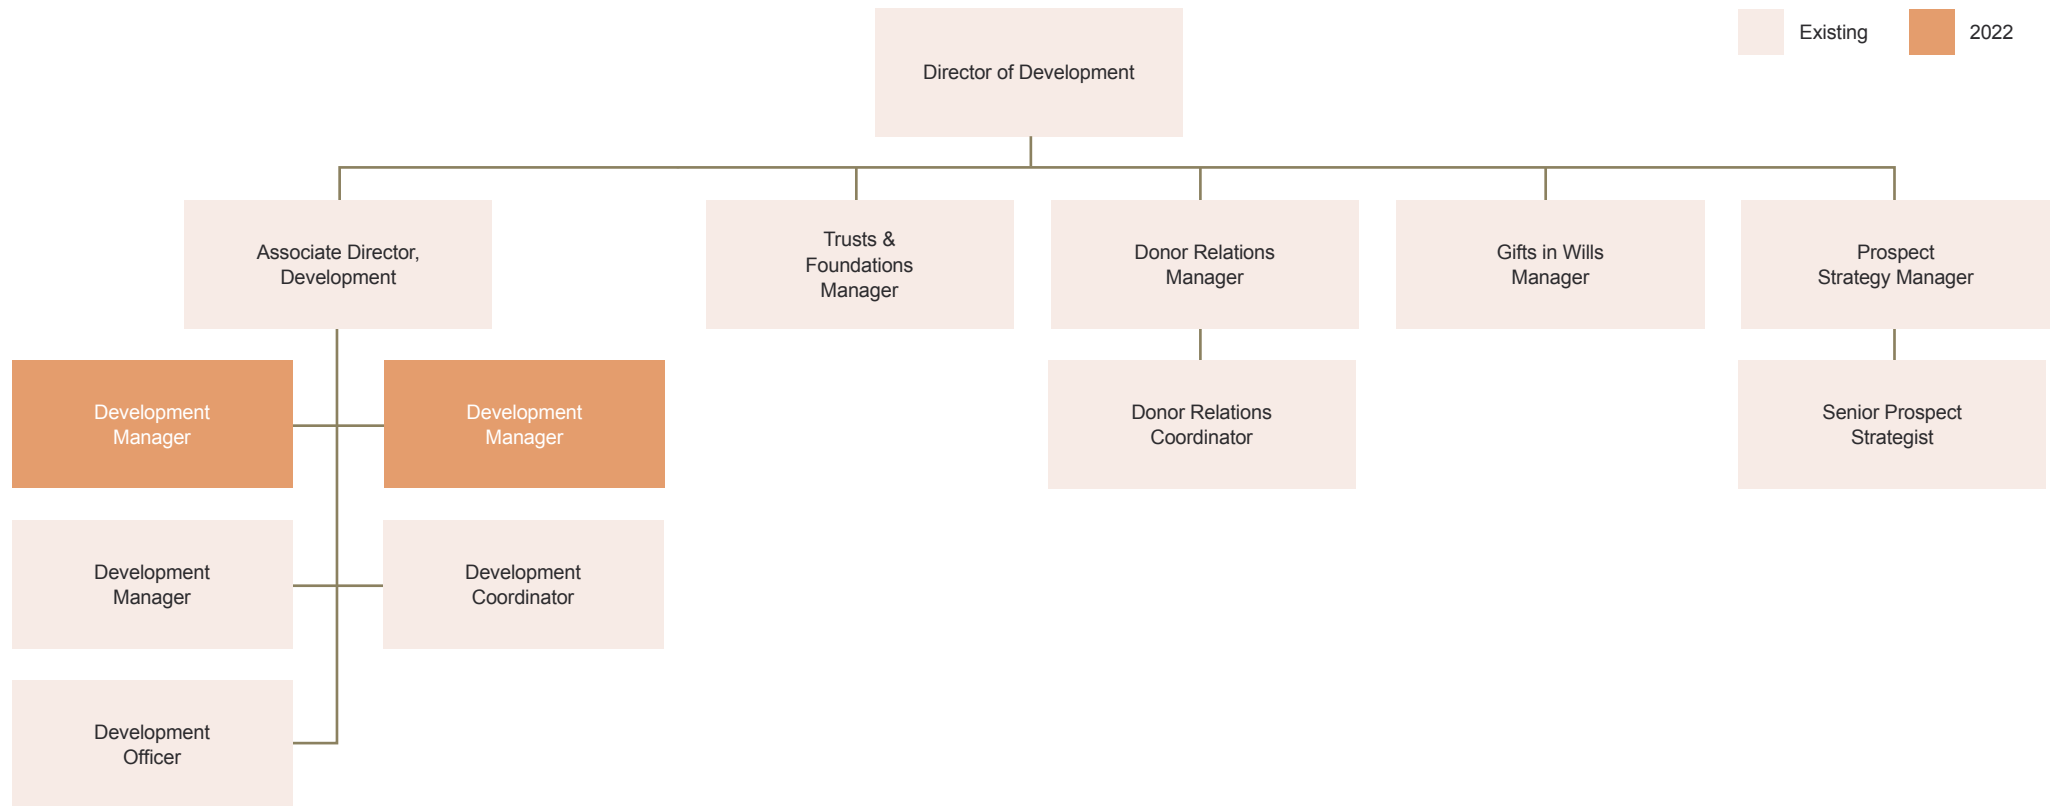 Existing
2022
Director of Development
Associate Director,
Development
Trusts &
Foundations
Manager
Donor Relations
Manager
Gifts in Wills
Manager
Prospect
Strategy Manager
Development
Manager
Development
Manager
Donor Relations
Coordinator
Senior Prospect
Strategist
Development
Manager
Development
Coordinator
Development
Officer